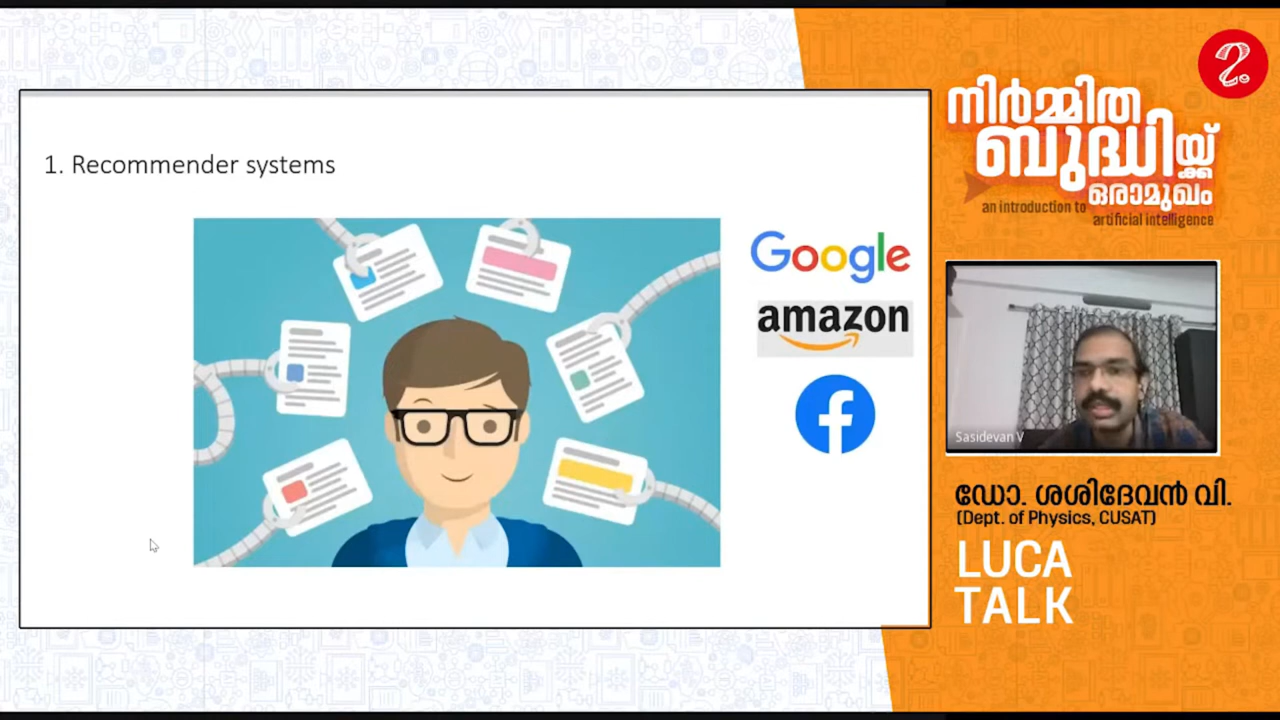 1. Recommender systems
Google
amazon
നിർമ്മിത
ബുദ്ധിയ്ക്ക്
ഒരാമുഖം
an introduction to
artificial intelligence
Sasidevan V
ഡോ. ശശിദേവൻ വി.
(Dept. of Physics, CUSAT)
LUCA
TALK